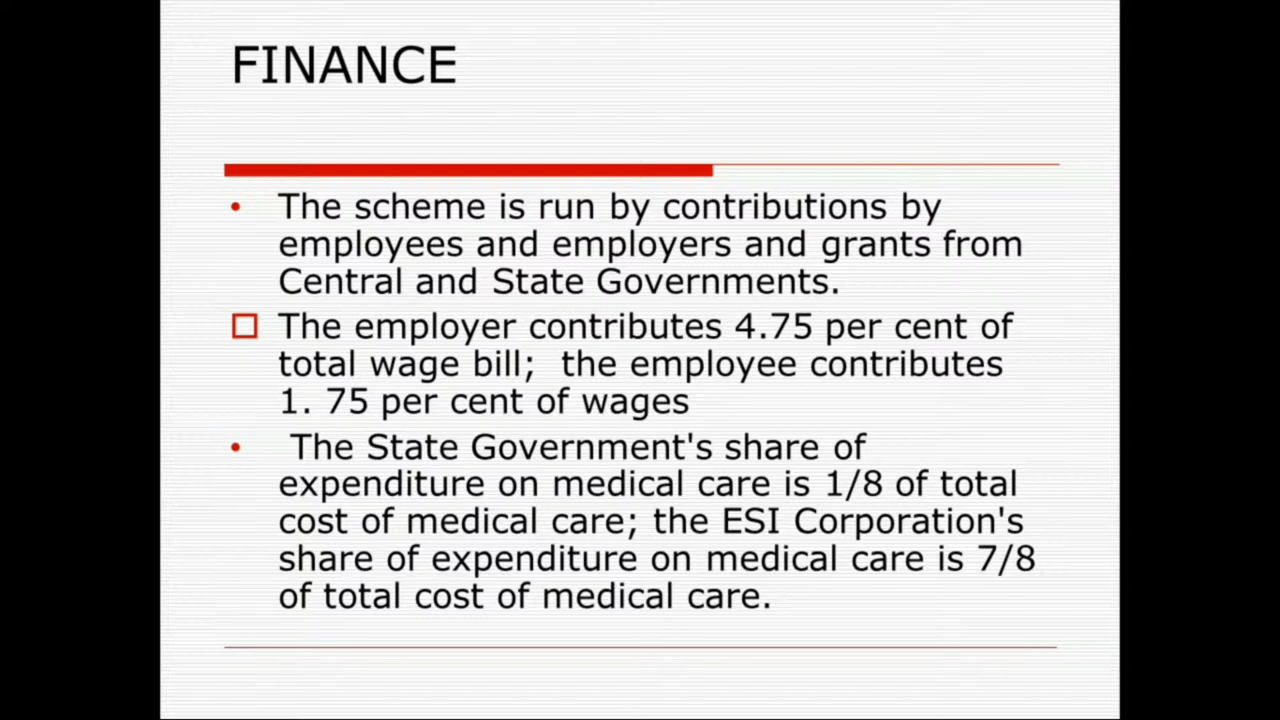 FINANCE
• The scheme is run by contributions by
employees and employers and grants from
Central and State Governments.
□ The employer contributes 4.75 per cent of
total wage bill;  the employee contributes
1. 75 per cent of wages
•  The State Government's share of
expenditure on medical care is 1/8 of total
cost of medical care; the ESI Corporation's
share of expenditure on medical care is 7/8
of total cost of medical care.